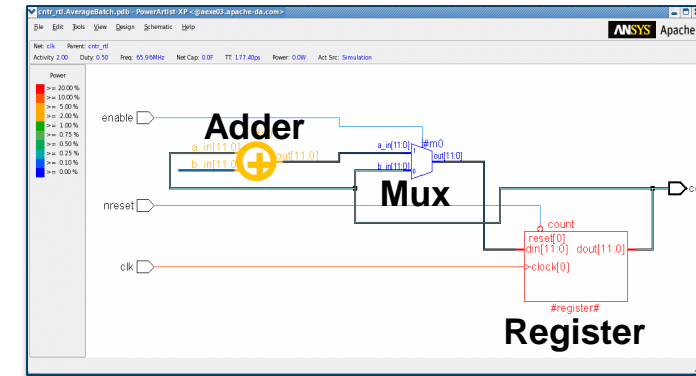 cntr_rtl.AverageBatch.pdb - PowerArtist-XP <@aexe03.apache-da.com>
File Edit Tools View Design Schematic Help
ANSYS Apache
Net: clk Parent: cntr_rtl
Activity 2.00 Duty: 0.50 Freq: 65.96MHz Net Cap: 0.0F TT: 177.40ps Power: 0.0W Act Src: Simulation
Power
>= 20.00 %
>= 10.00 %
>= 5.00 %
>= 2.00 %
>= 1.00 %
>= 0.75 %
>= 0.50 %
>= 0.25 %
>= 0.10 %
>= 0.00 %
enable
Adder
a_in[11:0]
b_in[11:0]
out[11:0]
a_in[11:0] 1
#m0
out[11:0]
b_in[11:0] 0
Mux
nreset
count
reset[0]
din[11:0] dout[11:0]
clk
clock[0]
#register#
Register